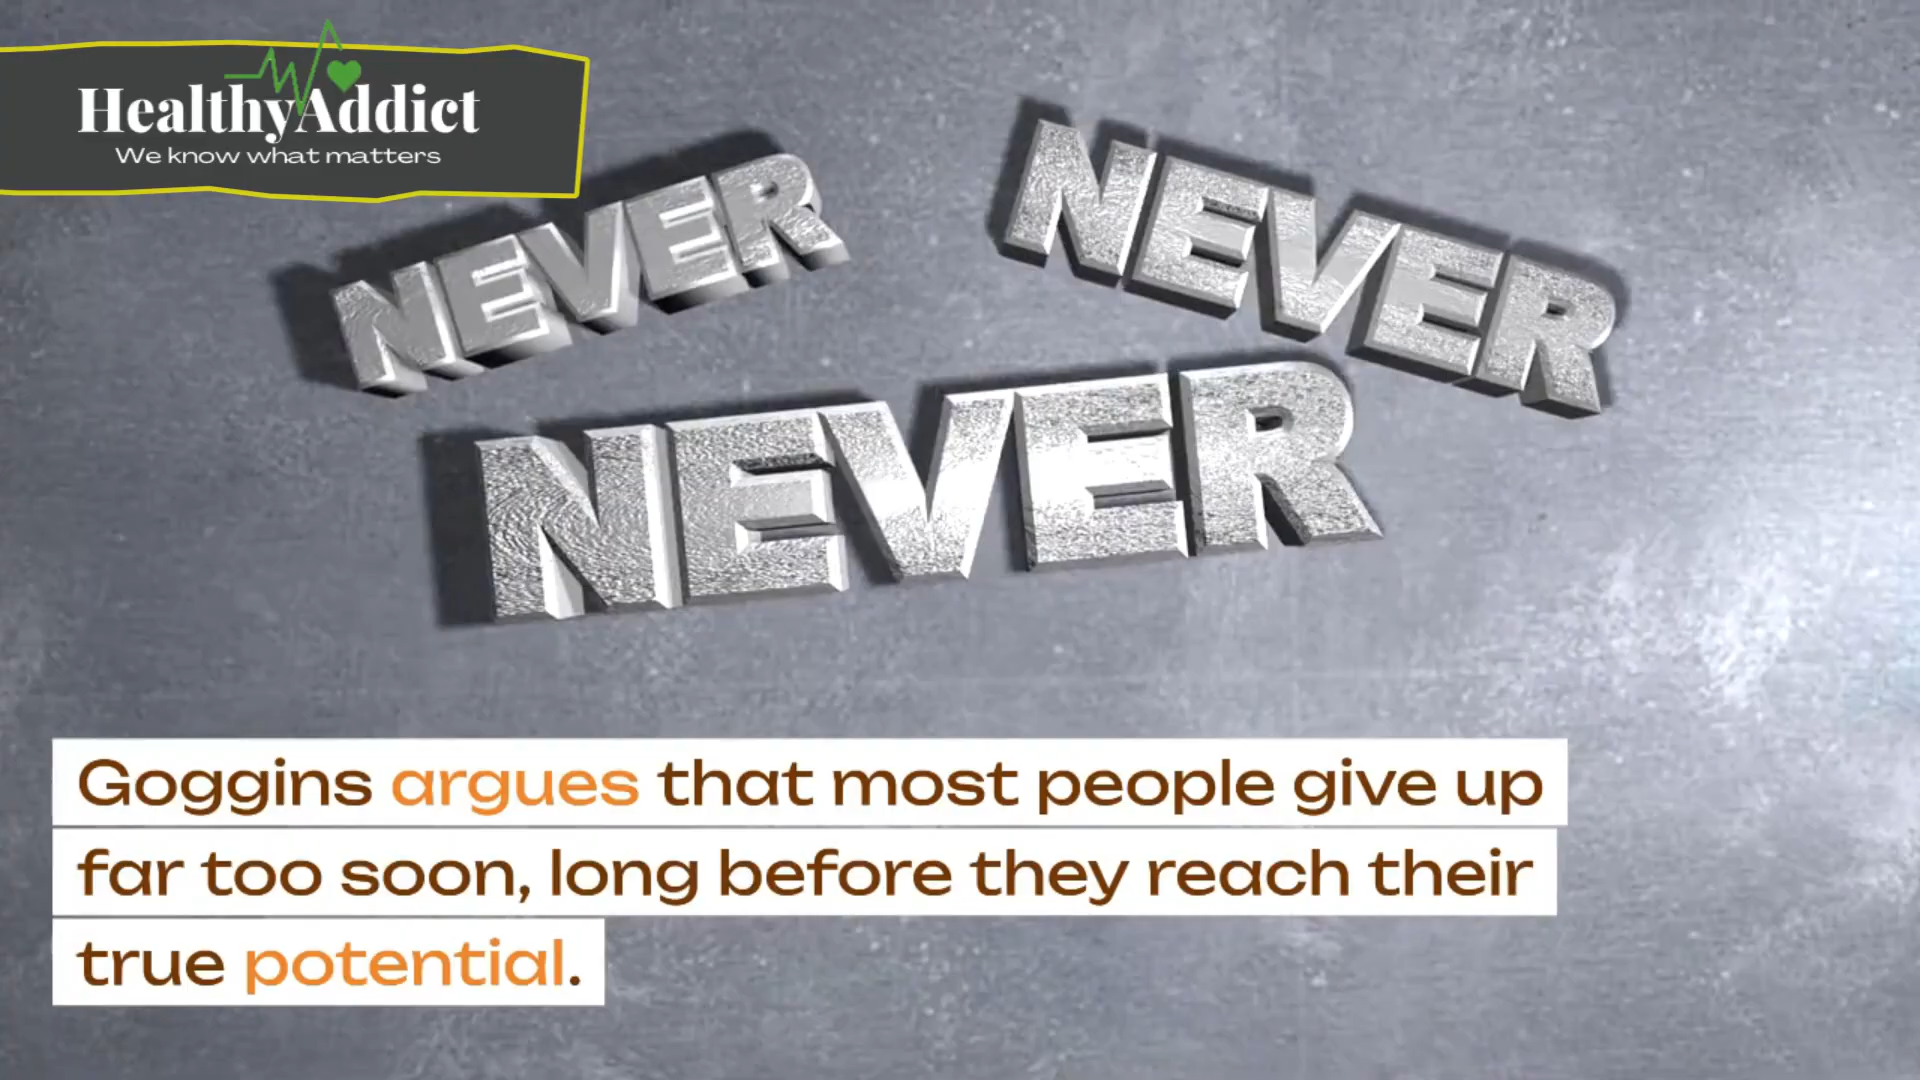 HealthyAddict
We know what matters
NEVER
NEVER
NEVER
Goggins argues that most people give up
far too soon, long before they reach their
true potential.